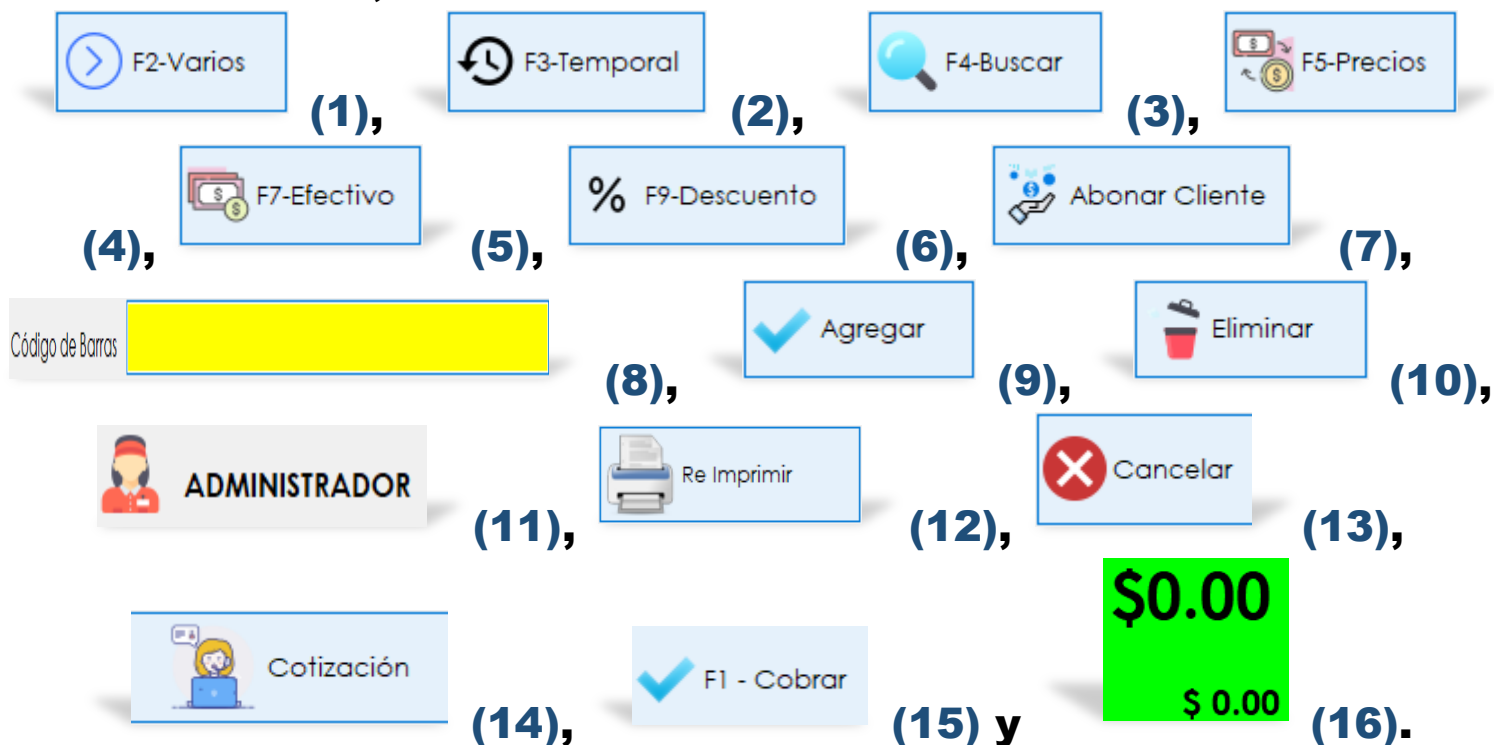 F2-Varios (1), F3-Temporal (2), F4-Buscar (3), F5-Precios
(4), F7-Efectivo (5), % F9-Descuento (6), Abonar Cliente (7),
Código de Barras (8), Agregar (9), Eliminar (10),
ADMINISTRADOR (11), Re Imprimir (12), Cancelar (13),
Cotización (14), F1 - Cobrar (15) y $0.00
$ 0.00 (16).